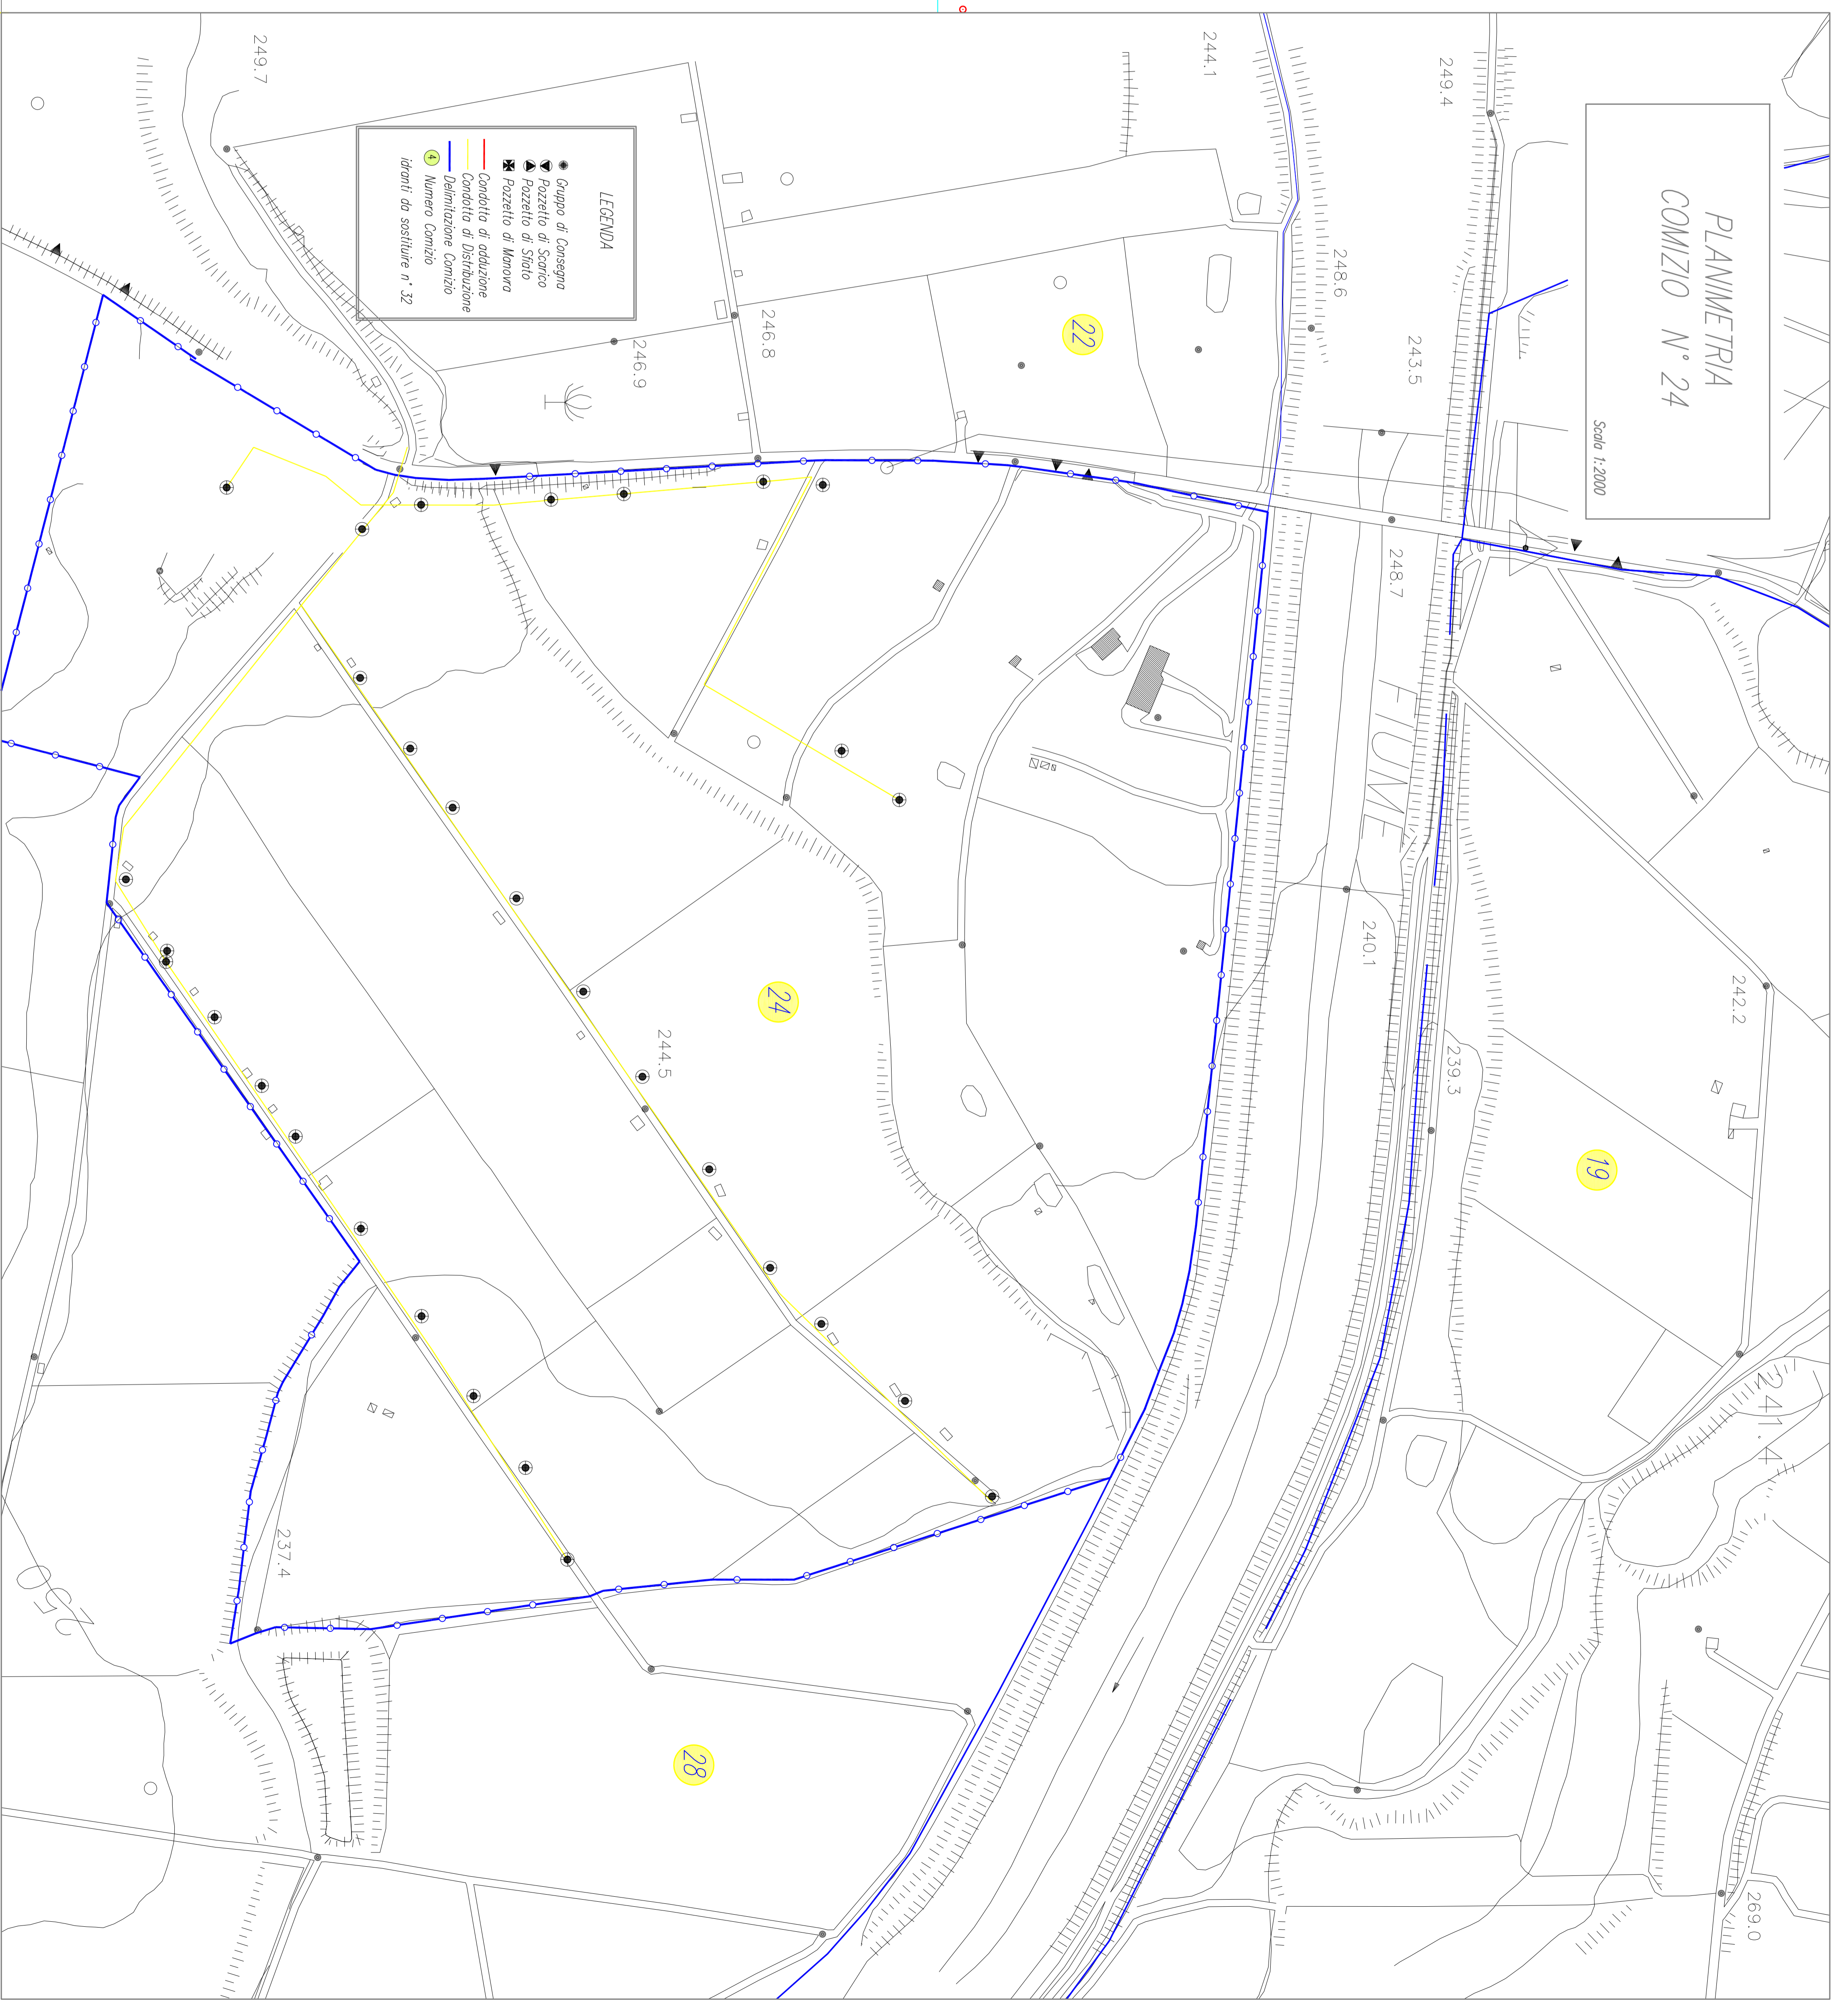 PLANIMETRIA
COMIZIO N° 24
Scala 1:2000
LEGENDA
Gruppo di Consegna
Pozzetto di Scarico
Pozzetto di Sfiato
Pozzetto di Manovra
Condotta di adduzione
Condotta di Distribuzione
Delimitazione Comizio
4 Numero Comizio
idranti da sostituire n° 32
249.7
244.1
249.4
248.6
243.5
246.8
246.9
22
248.7
FIUME
240.1
242.2
239.3
244.5
24
19
241.4
237.4
28
269.0